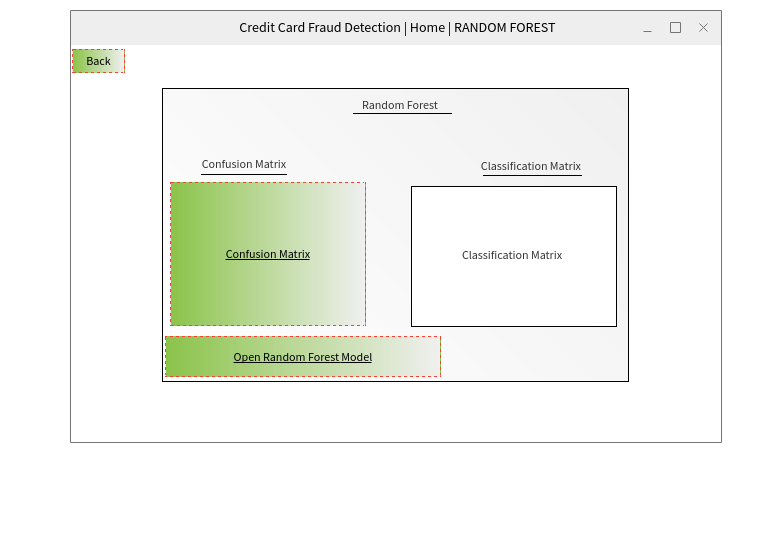 Credit Card Fraud Detection | Home | RANDOM FOREST
Back
Random Forest
Confusion Matrix
Classification Matrix
Confusion Matrix
Classification Matrix
Open Random Forest Model